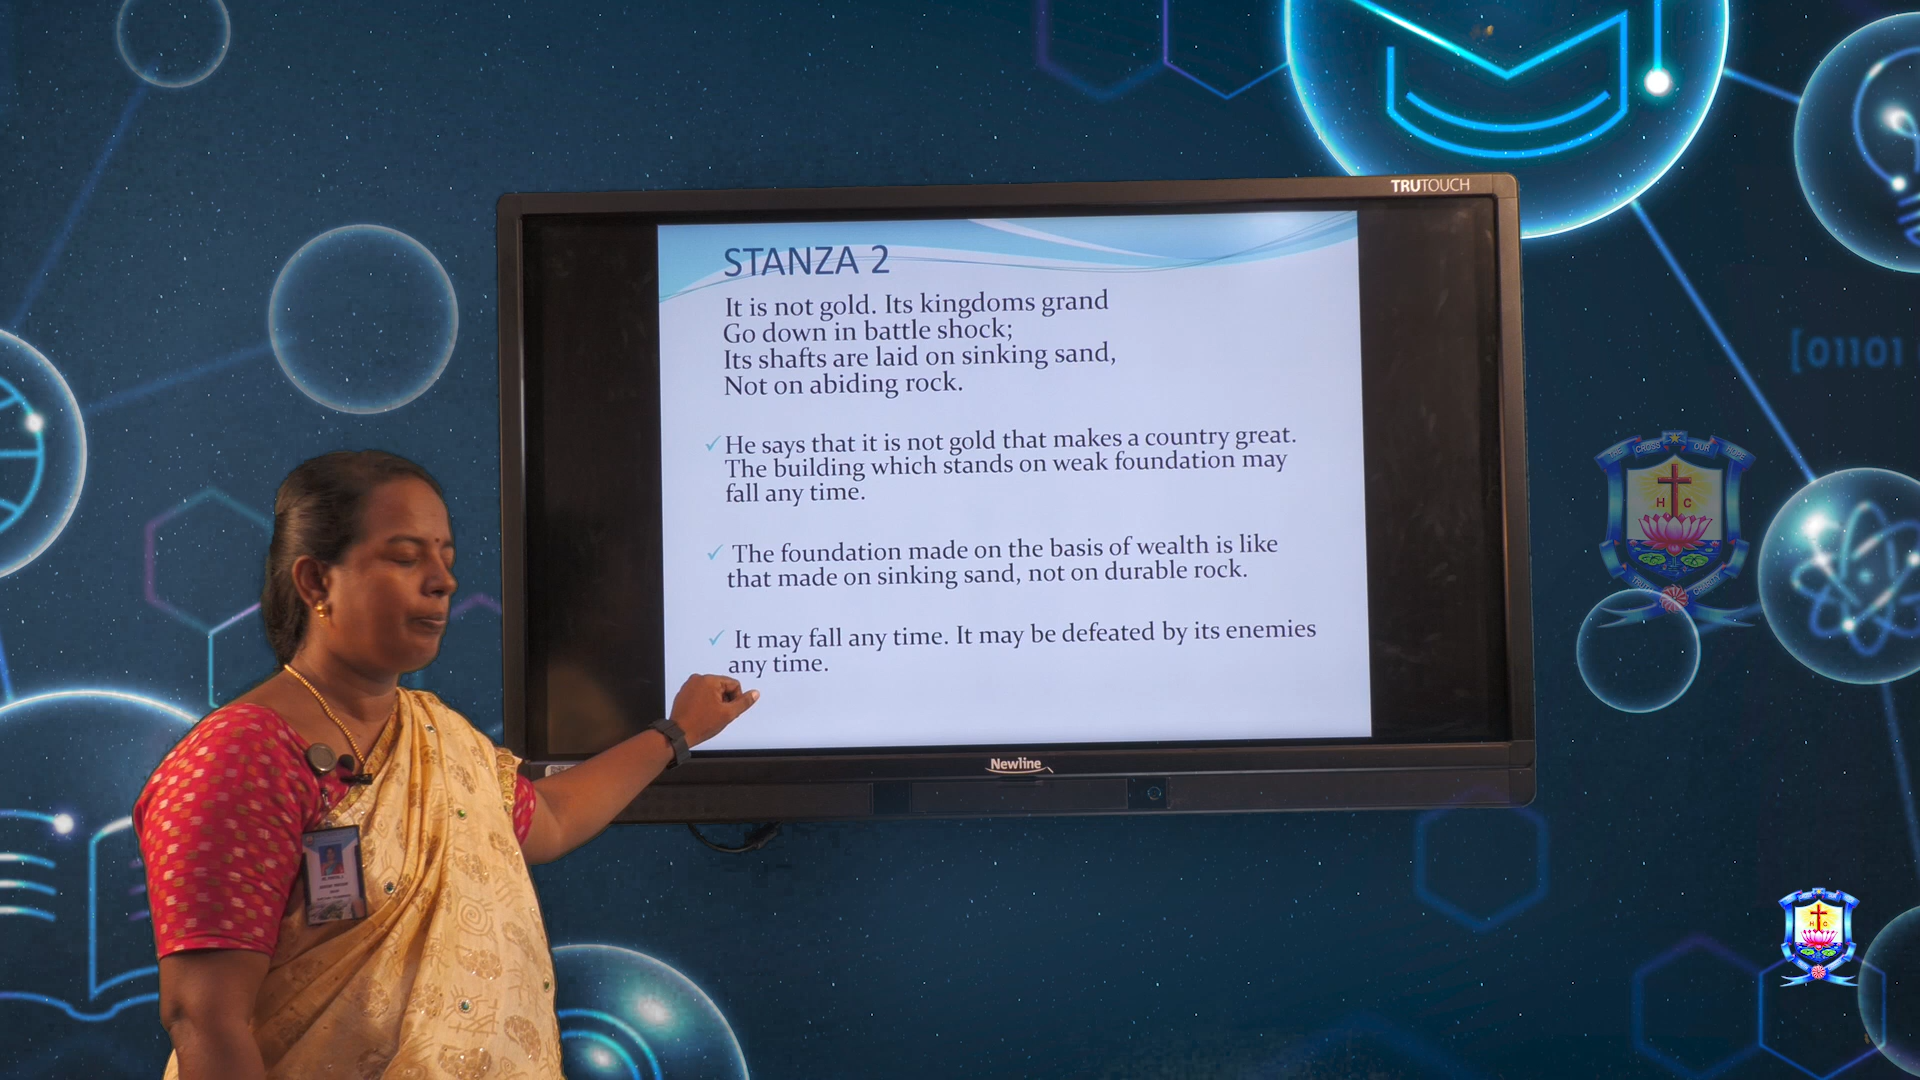 TRUTOUCH
STANZA 2
It is not gold. Its kingdoms grand
Go down in battle shock;
Its shafts are laid on sinking sand,
Not on abiding rock.
✓ He says that it is not gold that makes a country great.
The building which stands on weak foundation may
fall any time.
✓ The foundation made on the basis of wealth is like
that made on sinking sand, not on durable rock.
✓ It may fall any time. It may be defeated by its enemies
any time.
Newline
[01101
THE CROSS OUR HOPE
H C
H C